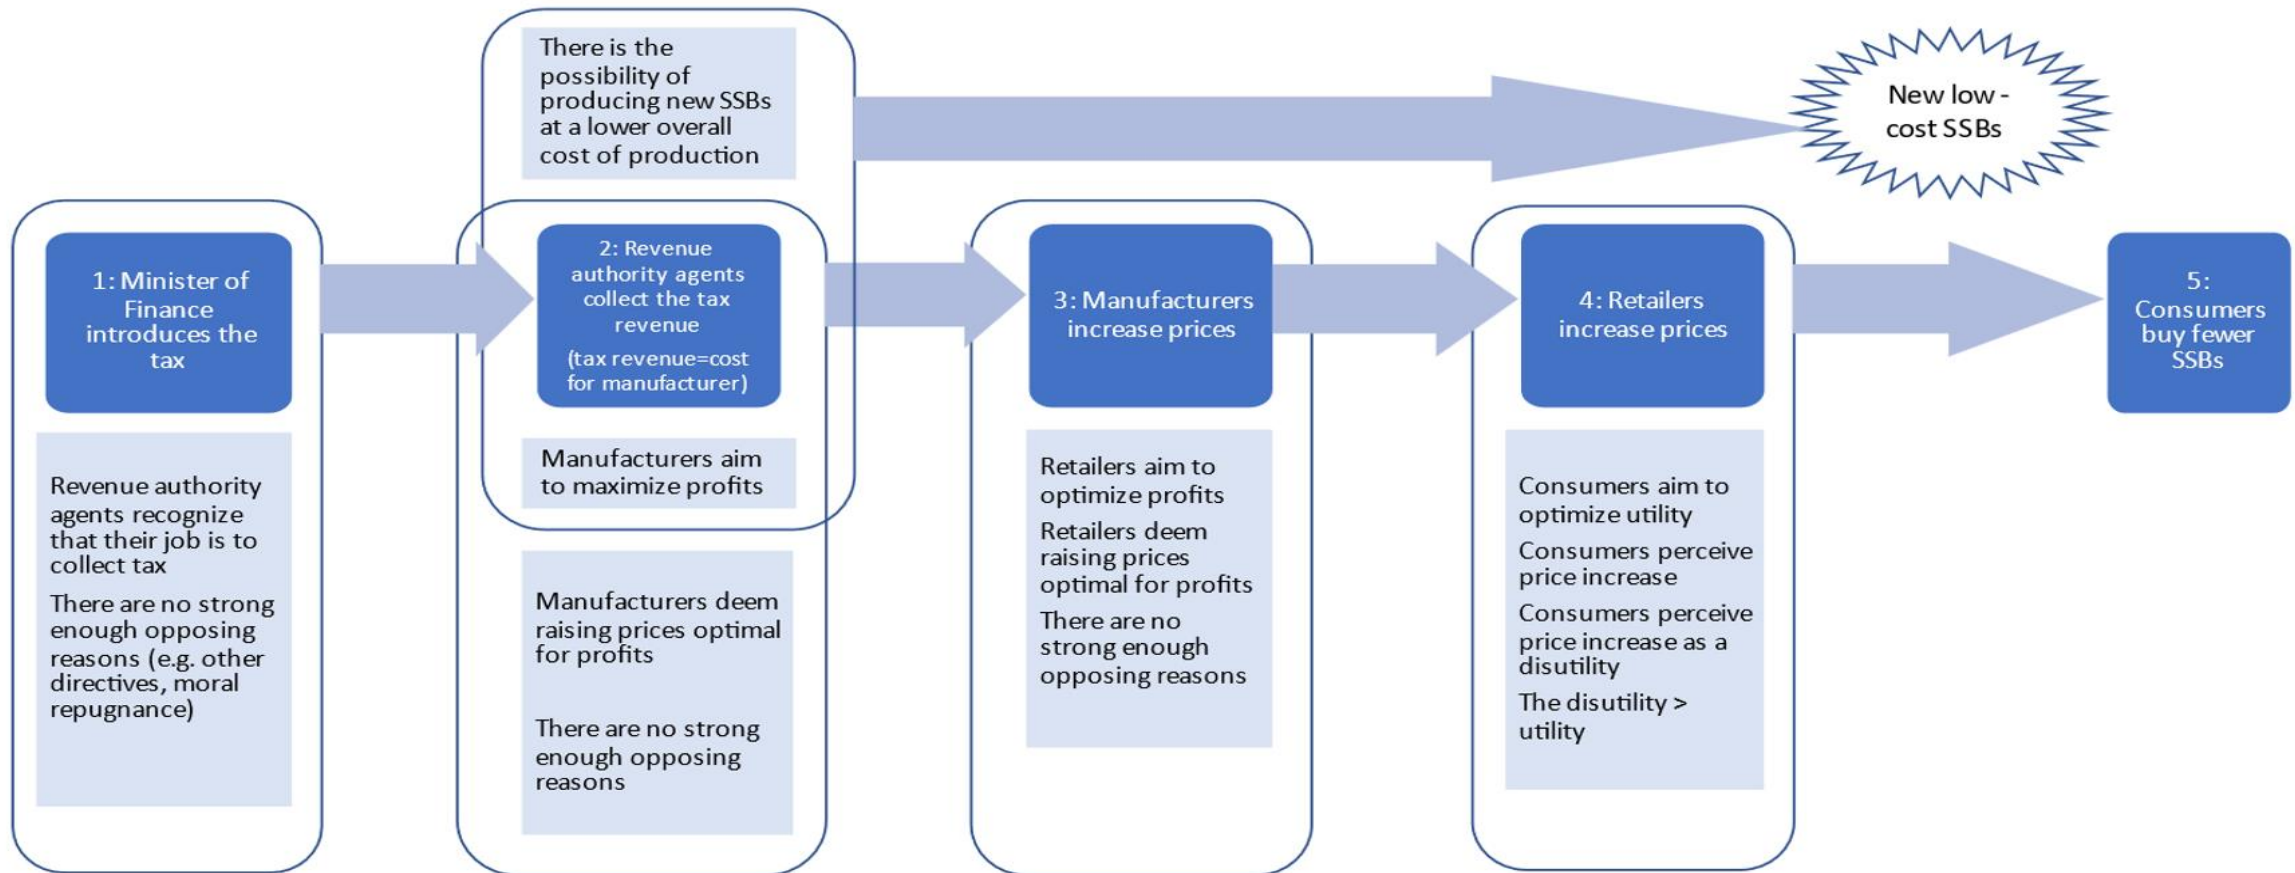 There is the
possibility of
producing new SSBs
at a lower overall
cost of production
New low -
cost SSBs
1: Minister of
Finance
introduces the
tax
Revenue authority
agents recognize
that their job is to
collect tax
There are no strong
enough opposing
reasons (e.g. other
directives, moral
repugnance)
2: Revenue
authority agents
collect the tax
revenue
(tax revenue=cost
for manufacturer)
Manufacturers aim
to maximize profits
Manufacturers deem
raising prices optimal
for profits
There are no strong
enough opposing
reasons
3: Manufacturers
increase prices
Retailers aim to
optimize profits
Retailers deem
raising prices
optimal for profits
There are no
strong enough
opposing reasons
4: Retailers
increase prices
Consumers aim to
optimize utility
Consumers perceive
price increase
Consumers perceive
price increase as a
disutility
The disutility >
utility
5:
Consumers
buy fewer
SSBs